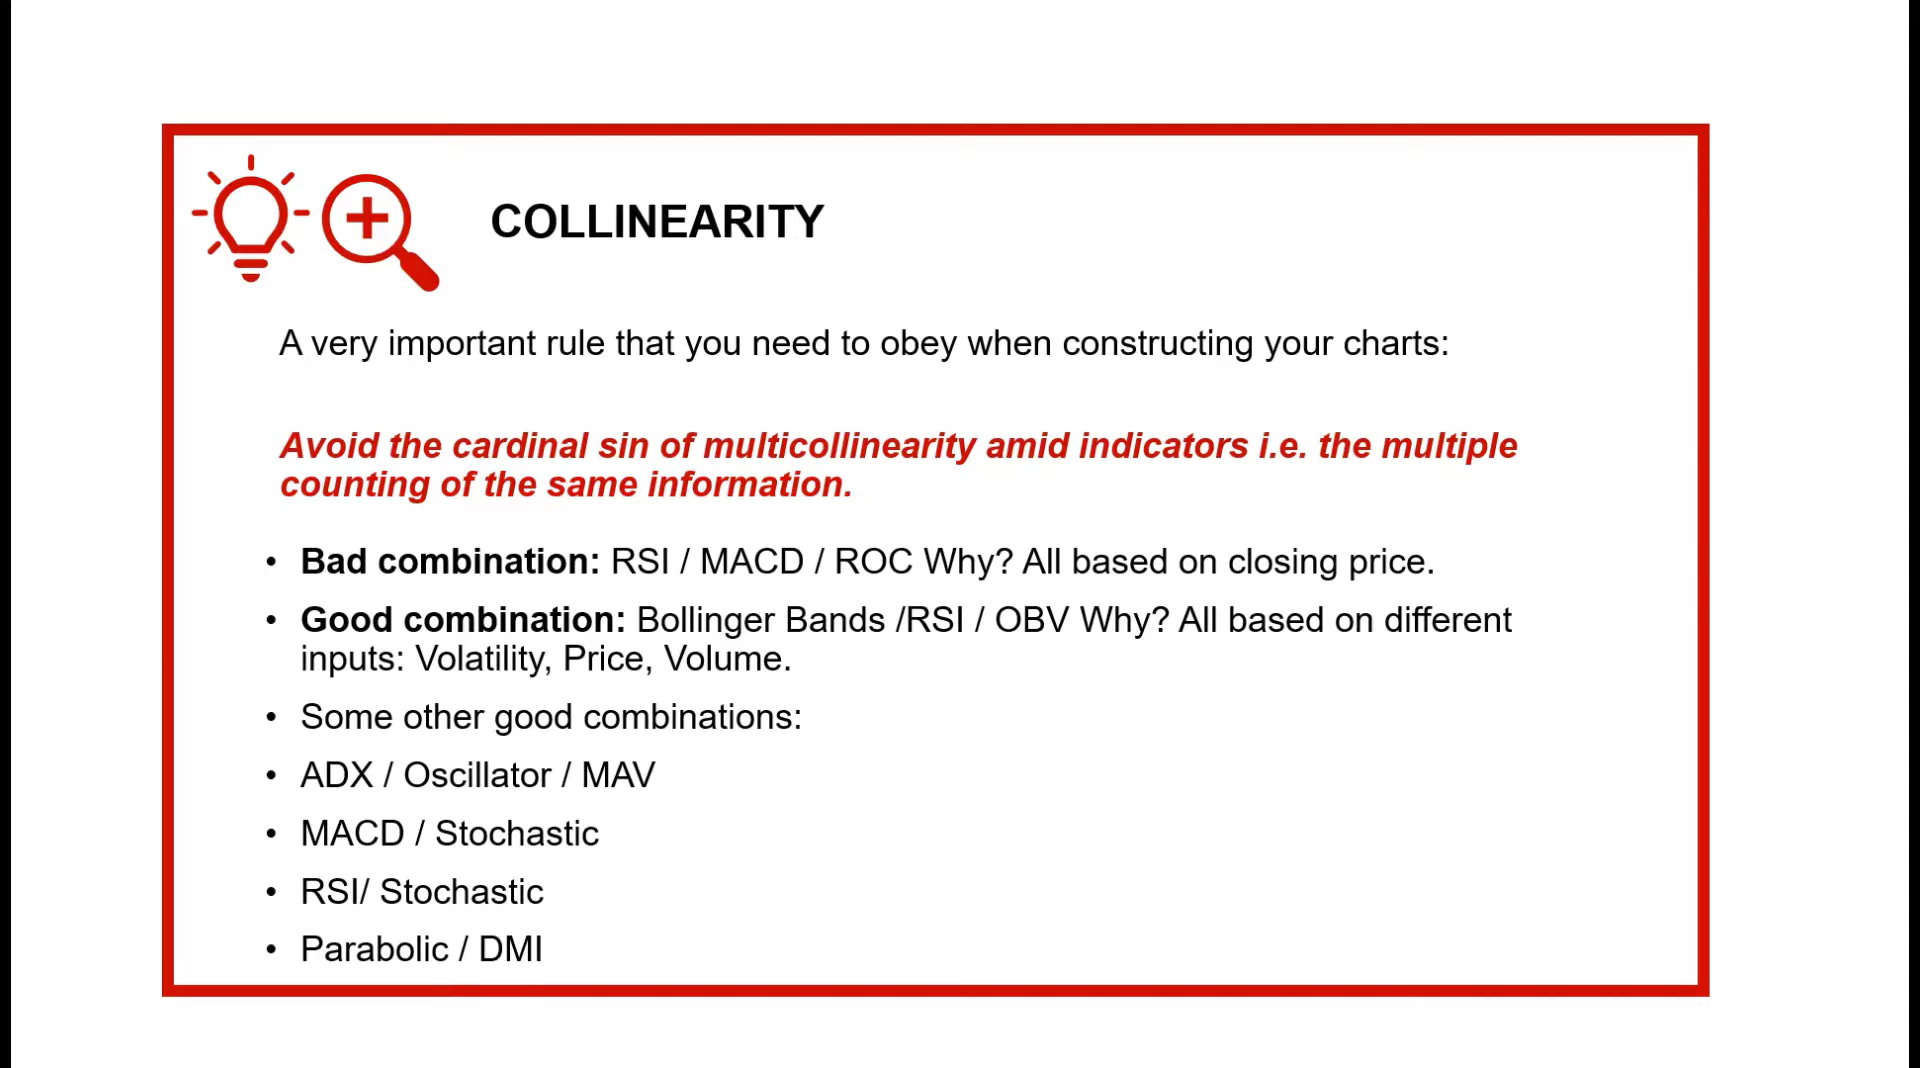 COLLINEARITY
A very important rule that you need to obey when constructing your charts:
Avoid the cardinal sin of multicollinearity amid indicators i.e. the multiple
counting of the same information.
• Bad combination: RSI / MACD / ROC Why? All based on closing price.
• Good combination: Bollinger Bands /RSI / OBV Why? All based on different
inputs: Volatility, Price, Volume.
• Some other good combinations:
• ADX / Oscillator / MAV
• MACD / Stochastic
• RSI/ Stochastic
• Parabolic / DMI